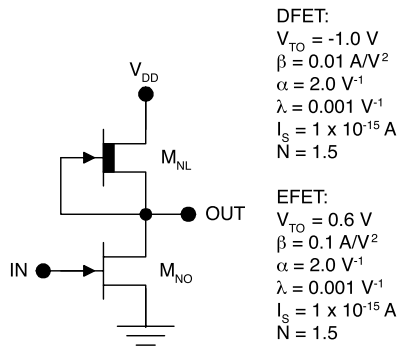 DFET:
V_TO = -1.0 V
β = 0.01 A/V²
α = 2.0 V⁻¹
λ = 0.001 V⁻¹
I_S = 1 x 10⁻¹⁵ A
N = 1.5
V_DD
M_NL
OUT
IN
M_NO
EFET:
V_TO = 0.6 V
β = 0.1 A/V²
α = 2.0 V⁻¹
λ = 0.001 V⁻¹
I_S = 1 x 10⁻¹⁵ A
N = 1.5